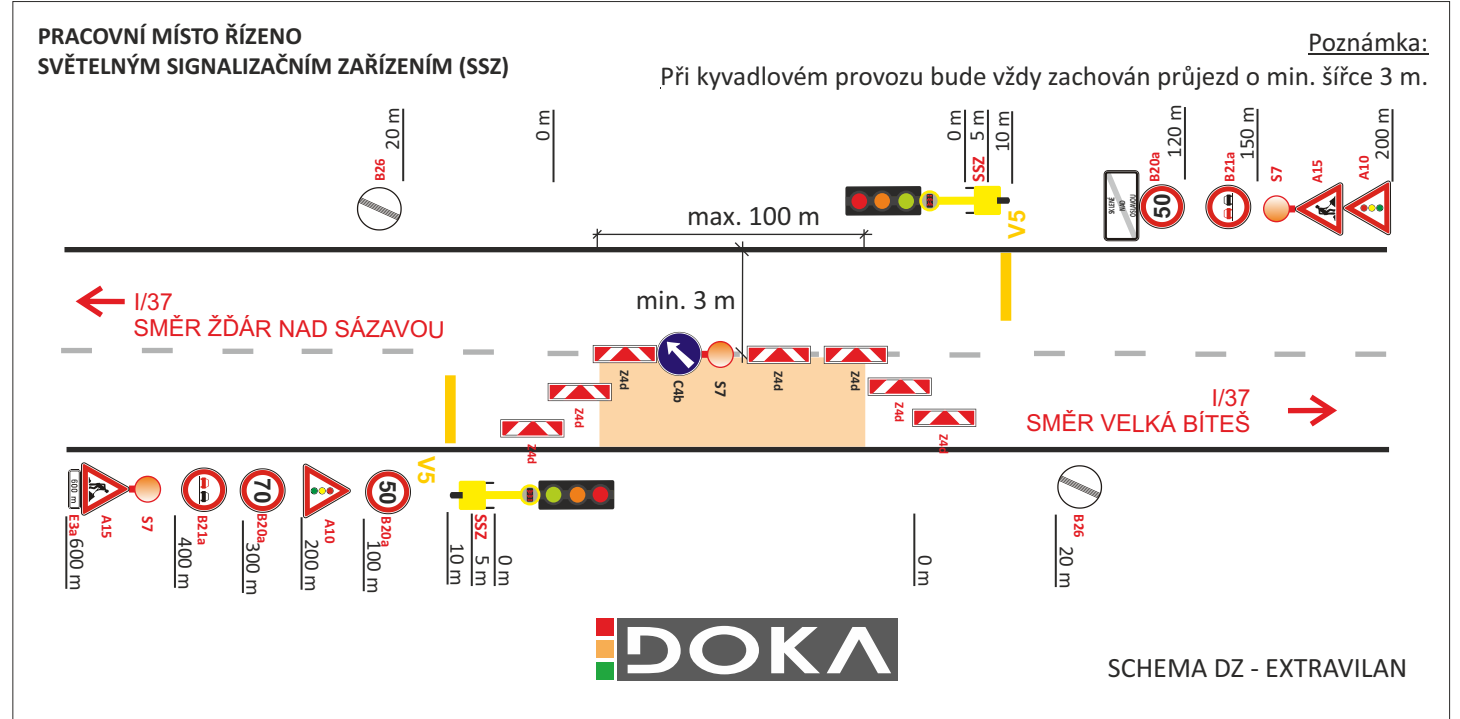 PRACOVNÍ MÍSTO ŘÍZENO
SVĚTELNÝM SIGNALIZAČNÍM ZAŘÍZENÍM (SSZ)
Poznámka:
Při kyvadlovém provozu bude vždy zachován průjezd o min. šířce 3 m.
B26
20 m
0 m
0 m
SSZ
5 m
10 m
V5
SKLENÉ
NAD
OSLAVOU
50
B20a
120 m
B21a
150 m
S7
A15
A10
200 m
max. 100 m
min. 3 m
I/37
SMĚR ŽĎÁR NAD SÁZAVOU
Z4d
Z4d
Z4d
C4b
S7
Z4d
Z4d
Z4d
Z4d
I/37
SMĚR VELKÁ BÍTEŠ
600 m
E3a
600 m
A15
S7
B21a
400 m
70
B20a
300 m
A10
200 m
50
B20a
100 m
V5
10 m
SSZ
5 m
0 m
0 m
B26
20 m
DOKA
SCHEMA DZ - EXTRAVILAN